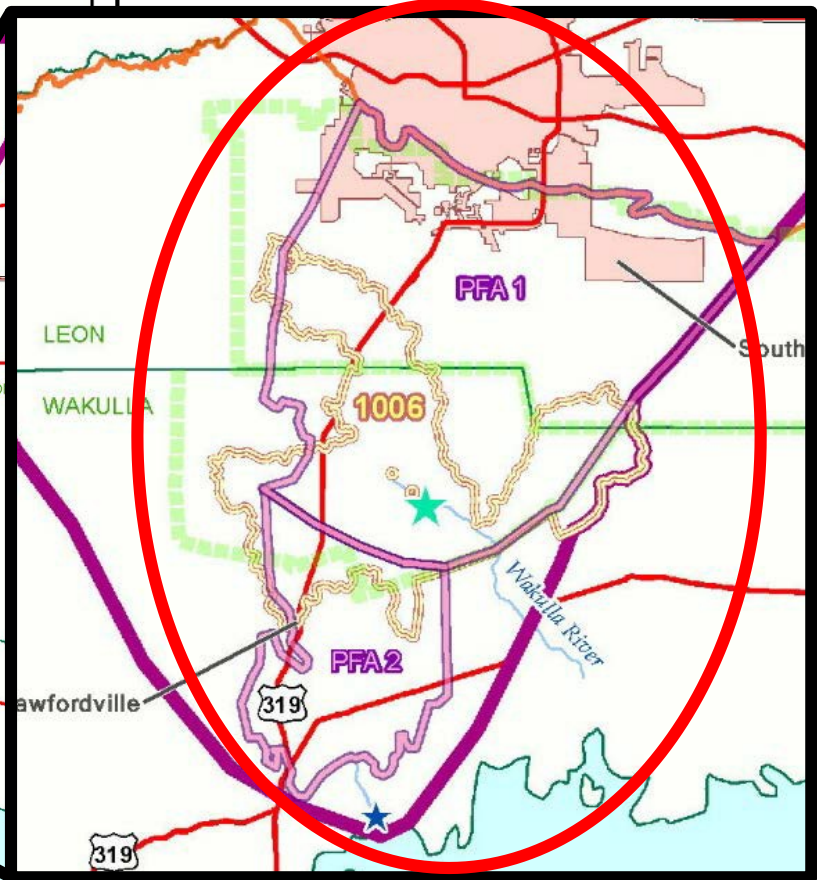 PFA 1
LEON
South
WAKULLA
1006
Wakulla River
PFA 2
awfordville
319
319